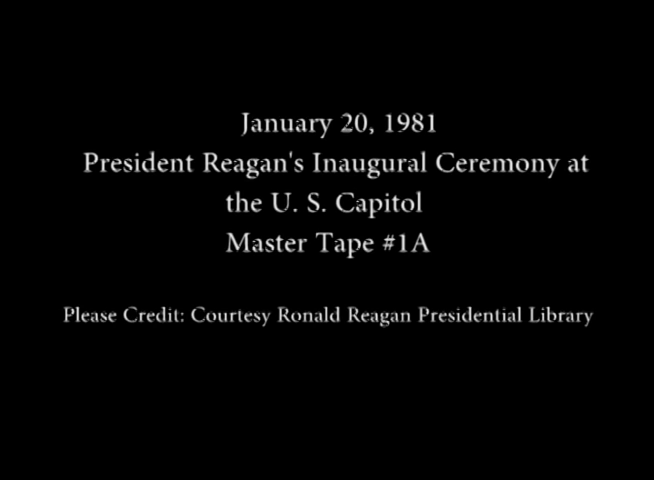 January 20, 1981
President Reagan's Inaugural Ceremony at
the U. S. Capitol
Master Tape #1A
Please Credit: Courtesy Ronald Reagan Presidential Library